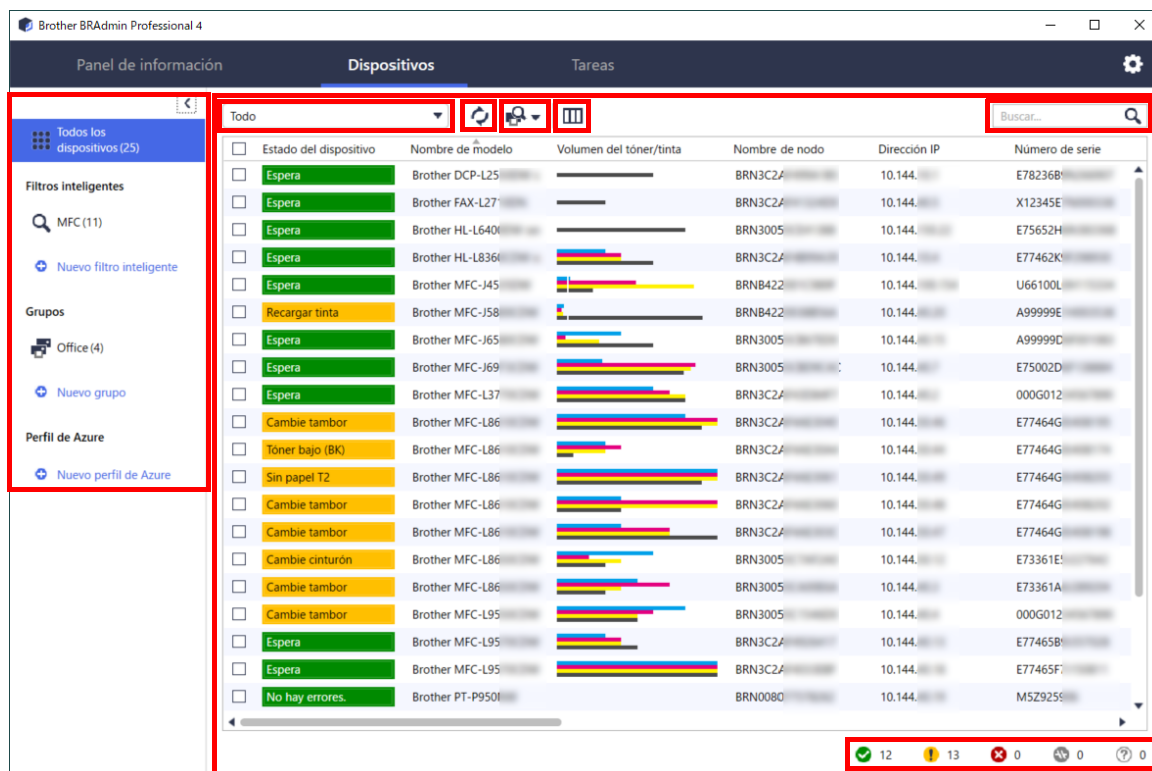 Brother BRAdmin Professional 4
Panel de información Dispositivos Tareas
Todo Buscar...
Todos los
dispositivos (25)
Filtros inteligentes
MFC (11)
Nuevo filtro inteligente
Grupos
Office (4)
Nuevo grupo
Perfil de Azure
Nuevo perfil de Azure
Estado del dispositivo Nombre de modelo Volumen del tóner/tinta Nombre de nodo Dirección IP Número de serie
Espera Brother DCP-L25 BRN3C2A 10.144. E78236B
Espera Brother FAX-L27 BRN3C2A 10.144. X12345E
Espera Brother HL-L640 BRN3005 10.144. E75652H
Espera Brother HL-L836 BRN3C2A 10.144. E77462K
Espera Brother MFC-J45 BRNB422 10.144. U66100L
Recargar tinta Brother MFC-J58 BRNB422 10.144. A99999E
Espera Brother MFC-J65 BRN3005 10.144. A99999D
Espera Brother MFC-J69 BRN3005 10.144. E75002D
Espera Brother MFC-L37 BRN3C2A 10.144. 000G012
Cambie tambor Brother MFC-L86 BRN3C2A 10.144. E77464G
Tóner bajo (BK) Brother MFC-L86 BRN3C2A 10.144. E77464G
Sin papel T2 Brother MFC-L86 BRN3C2A 10.144. E77464G
Cambie tambor Brother MFC-L86 BRN3C2A 10.144. E77464G
Cambie tambor Brother MFC-L86 BRN3C2A 10.144. E77464G
Cambie cinturón Brother MFC-L86 BRN3005 10.144. E73361E
Cambie tambor Brother MFC-L86 BRN3005 10.144. E73361A
Cambie tambor Brother MFC-L95 BRN3005 10.144. 000G012
Espera Brother MFC-L95 BRN3C2A 10.144. E77465B
Espera Brother MFC-L95 BRN3C2A 10.144. E77465F
No hay errores. Brother PT-P950 BRN0080 10.144. M5Z9259
12 13 0 0 0